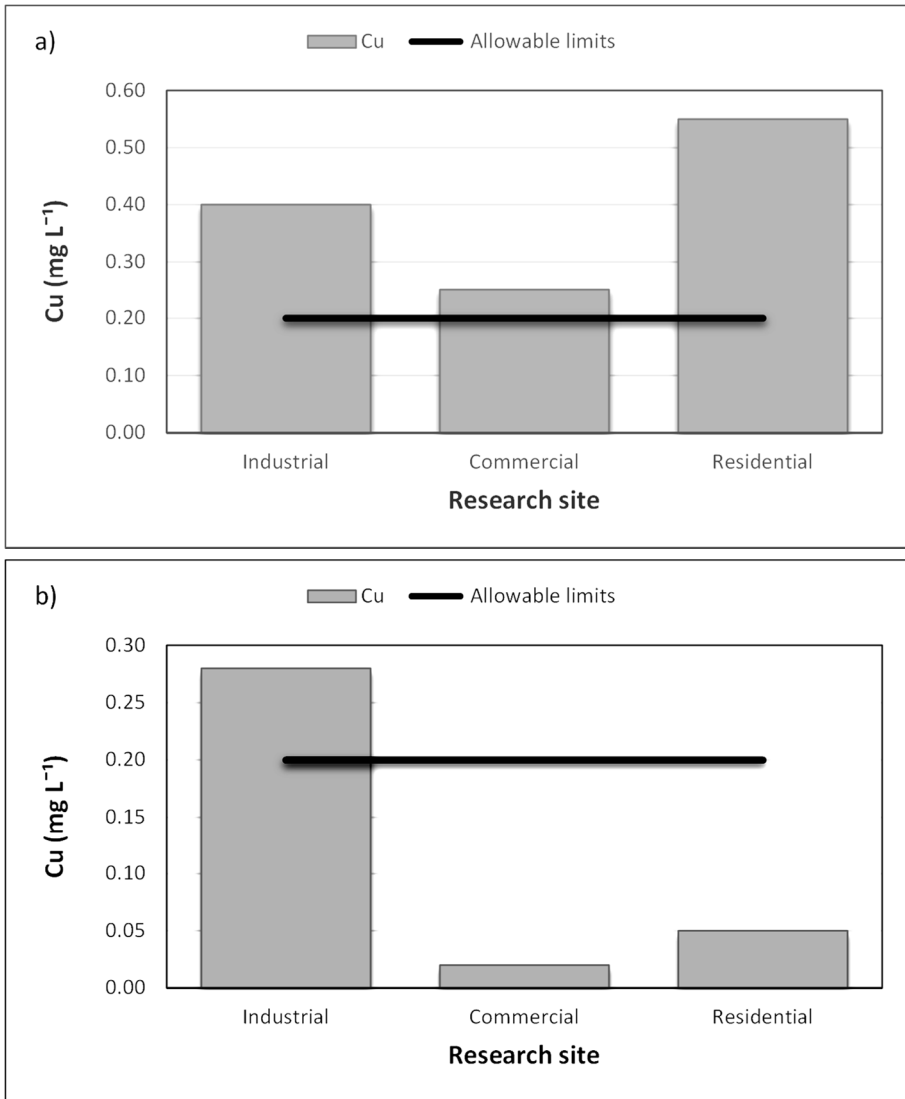 a)
Cu Allowable limits
0.60
0.50
0.40
0.30
0.20
0.10
0.00
Cu (mg L⁻¹)
Industrial Commercial Residential
Research site
b)
Cu Allowable limits
0.30
0.25
0.20
0.15
0.10
0.05
0.00
Cu (mg L⁻¹)
Industrial Commercial Residential
Research site